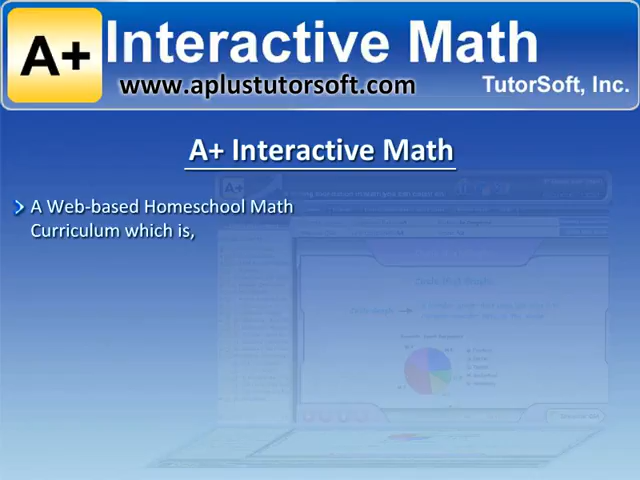 A+ Interactive Math
www.aplustutorsoft.com
TutorSoft, Inc.
A+ Interactive Math
A Web-based Homeschool Math
Curriculum which is,
A+